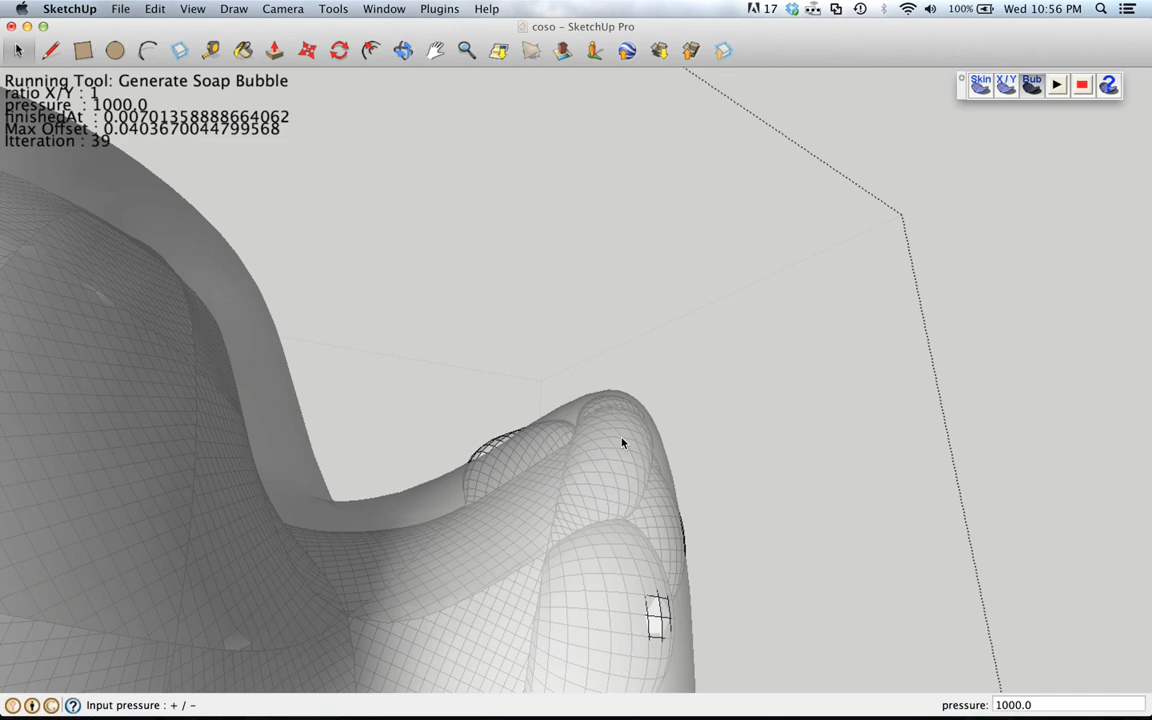 SketchUp File Edit View Draw Camera Tools Window Plugins Help 17 100% Wed 10:56 PM
coso – SketchUp Pro
Running Tool: Generate Soap Bubble
ratio X/Y : 1
pressure : 1000.0
finishedAt : 0.00701358888664062
Max Offset : 0.0403670044799568
Itteration : 39
Skin X/Y Bub
Input pressure : + / - pressure: 1000.0